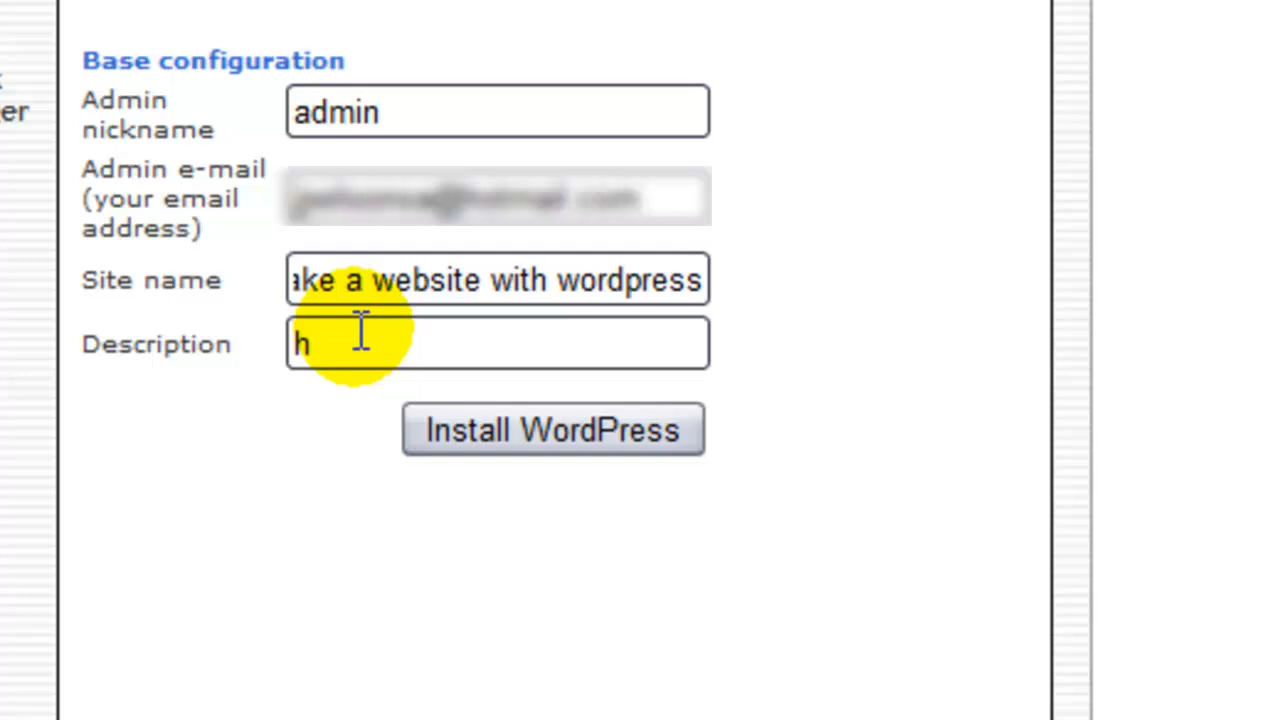 Base configuration
er
Admin
nickname
admin
Admin e-mail
(your email
address)
Site name
ake a website with wordpress
Description
h
Install WordPress